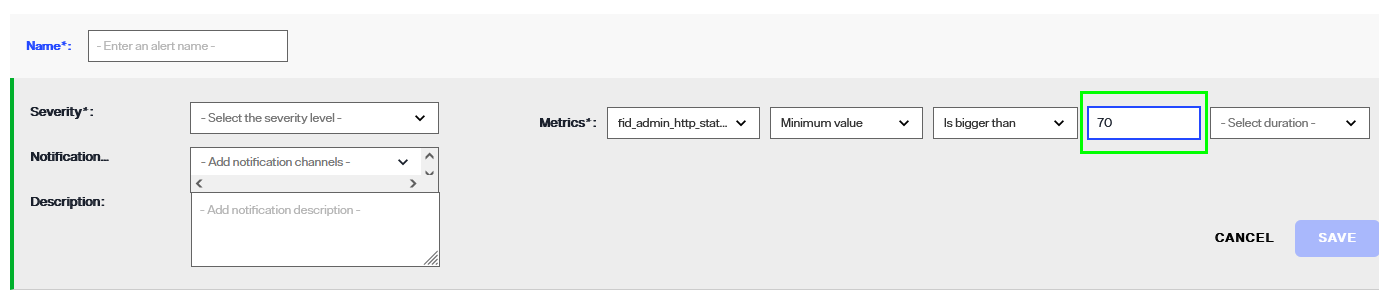 Name*: - Enter an alert name -
Severity*: - Select the severity level -
Metrics*: fid_admin_http_stat... Minimum value Is bigger than 70 - Select duration -
Notification... - Add notification channels -
Description: - Add notification description -
CANCEL SAVE